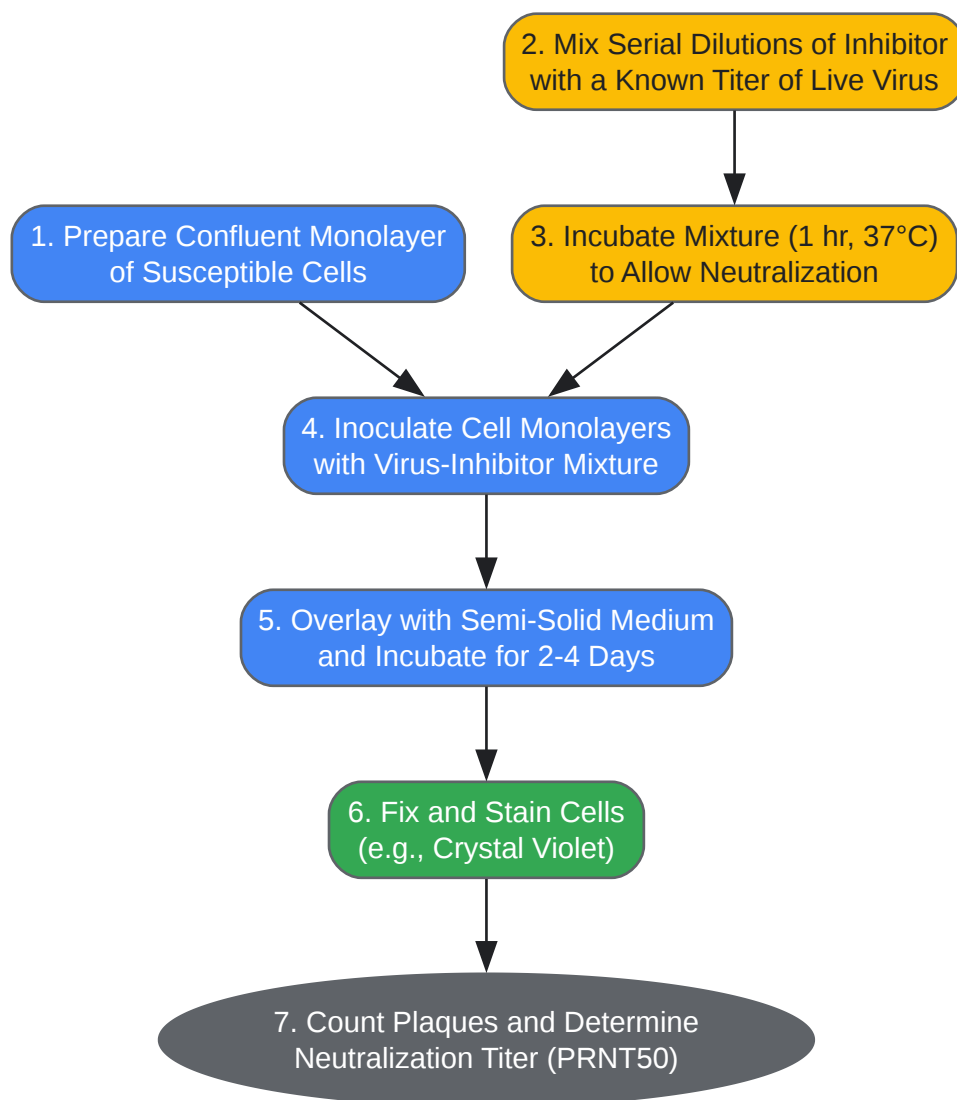 2. Mix Serial Dilutions of Inhibitor
with a Known Titer of Live Virus
1. Prepare Confluent Monolayer
of Susceptible Cells
3. Incubate Mixture (1 hr, 37°C)
to Allow Neutralization
4. Inoculate Cell Monolayers
with Virus-Inhibitor Mixture
5. Overlay with Semi-Solid Medium
and Incubate for 2-4 Days
6. Fix and Stain Cells
(e.g., Crystal Violet)
7. Count Plaques and Determine
Neutralization Titer (PRNT50)